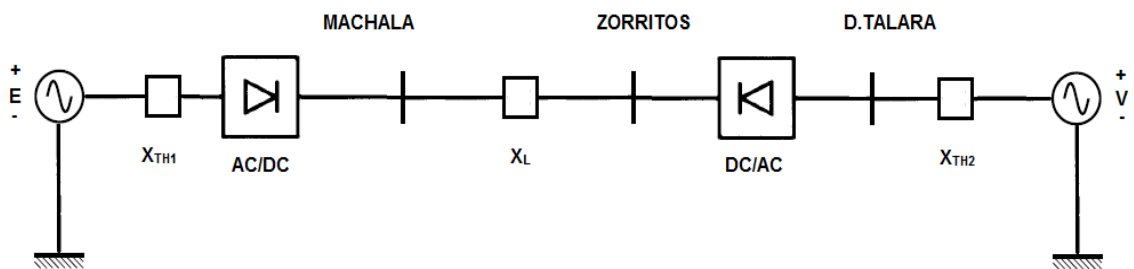 MACHALA
ZORRITOS
D.TALARA
+
E
-
+
V
-
XTH1
AC/DC
XL
DC/AC
XTH2